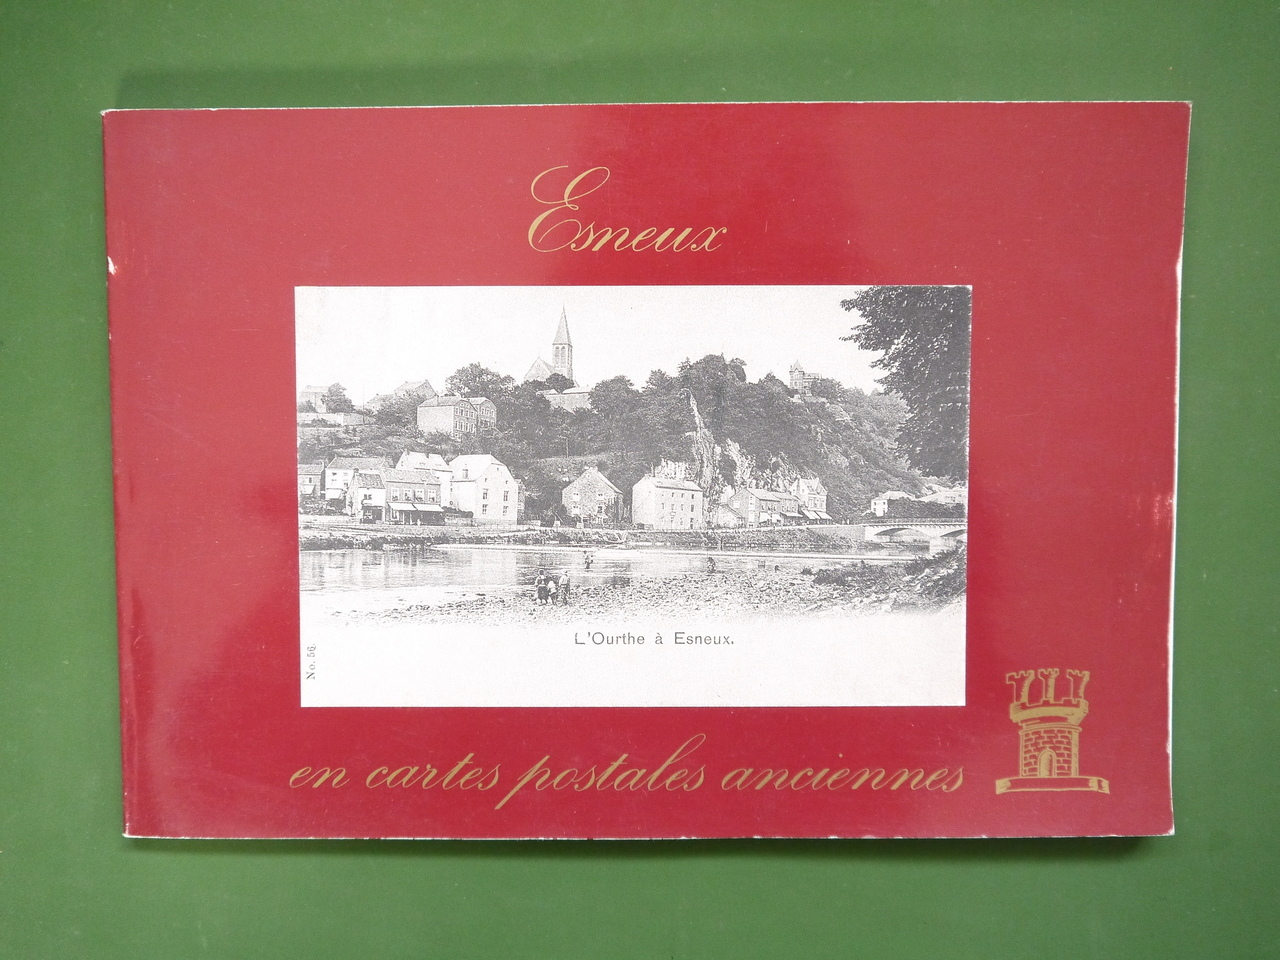 Esneux
L'Ourthe à Esneux.
No. 56.
en cartes postales anciennes